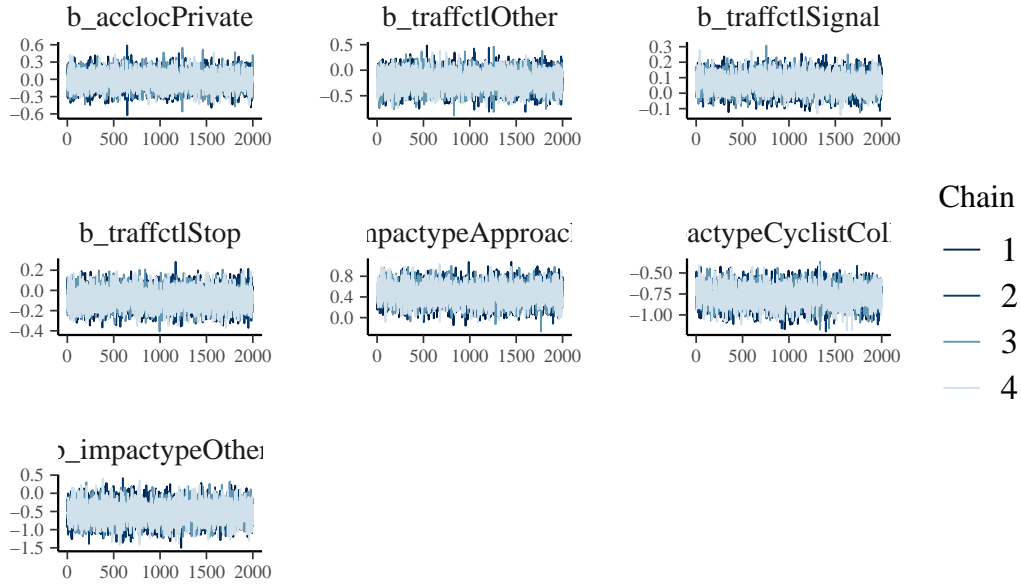 b_acclocPrivate b_traffctlOther b_traffctlSignal
0.6 0.5 0.3
0.3 0.2
0.0 0.0 0.1
−0.3 0.0
−0.6 −0.5 −0.1
0 500 1000 1500 2000 0 500 1000 1500 2000 0 500 1000 1500 2000
Chain
b_traffctlStop mpactypeApproacl actypeCyclistColl
1
0.2 0.8 −0.50
0.0 0.4 −0.75
−0.2
−0.4 0.0 −1.00
2
3
0 500 1000 1500 2000 0 500 1000 1500 2000 0 500 1000 1500 2000
4
b_impactypeOther
0.5
0.0
−0.5
−1.0
−1.5
0 500 1000 1500 2000